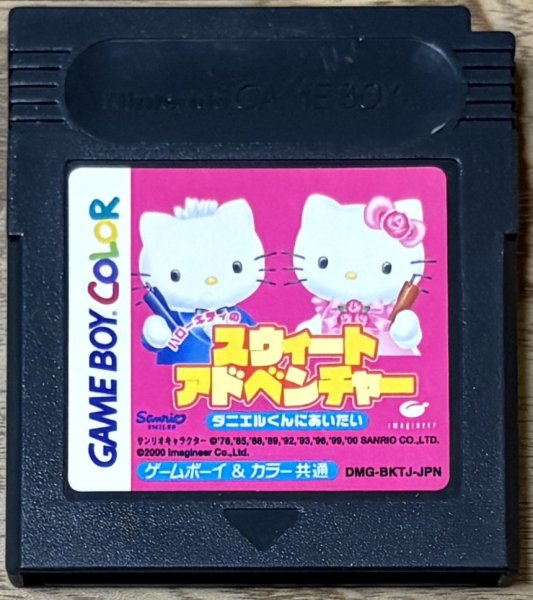 Nintendo GAME BOY
GAME BOY COLOR
ハローキティの
スウィート
アドベンチャー
ダニエルくんにあいたい
Sanrio
SMILES
imagineer
サンリオキャラクター ©'76,'85,'88,'89,'92,'93,'96,'99,'00 SANRIO CO.,LTD.
©2000 Imagineer Co.,Ltd.
ゲームボーイ & カラー共通
DMG-BKTJ-JPN